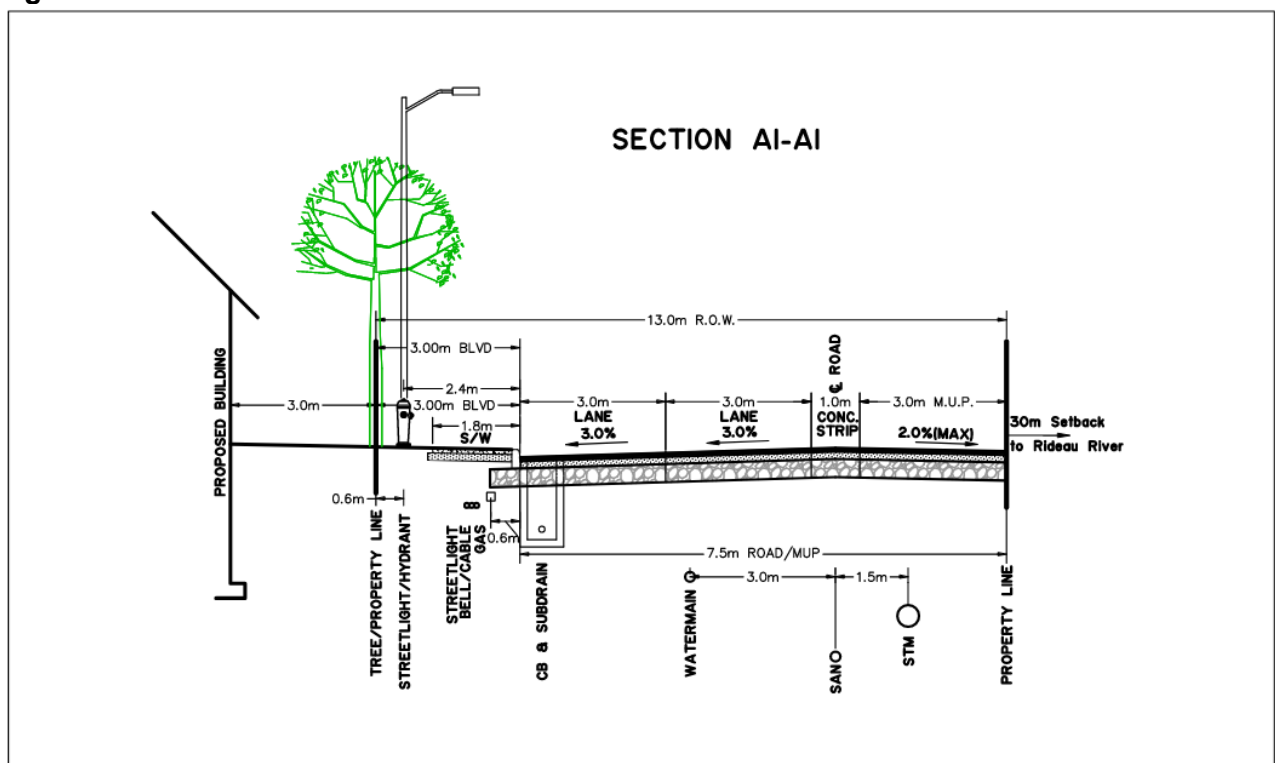 g
SECTION A1-A1
13.0m R.O.W.
3.00m BLVD
℄ ROAD
2.4m
PROPOSED BUILDING
3.0m
3.00m BLVD
3.0m
LANE
3.0%
3.0m
LANE
3.0%
1.0m
CONC.
STRIP
3.0m M.U.P.
2.0%(MAX)
30m Setback
to Rideau River
1.8m
S/W
0.6m
TREE/PROPERTY LINE
STREETLIGHT/HYDRANT
STREETLIGHT
BELL/CABLE
GAS
0.6m
CB & SUBDRAIN
7.5m ROAD/MUP
WATERMAIN
3.0m
1.5m
SAN
STM
PROPERTY LINE